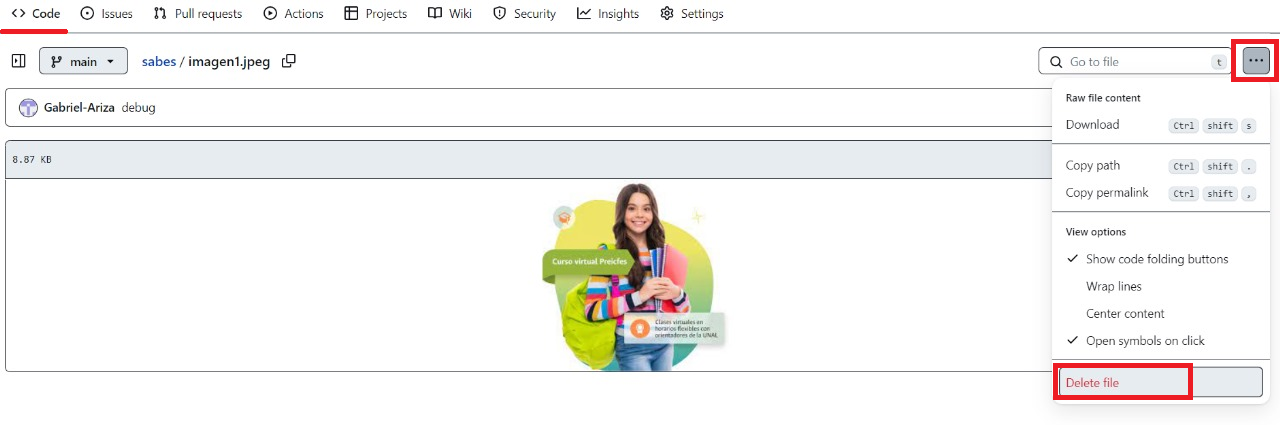 Code Issues Pull requests Actions Projects Wiki Security Insights Settings
main sabes / imagen1.jpeg Go to file t ...
Gabriel-Ariza debug
8.87 KB
Curso virtual Preicfes
Clases virtuales en
horarios flexibles con
orientadores de la UNAL
Raw file content
Download Ctrl shift s
Copy path Ctrl shift .
Copy permalink Ctrl shift ,
View options
Show code folding buttons
Wrap lines
Center content
Open symbols on click
Delete file